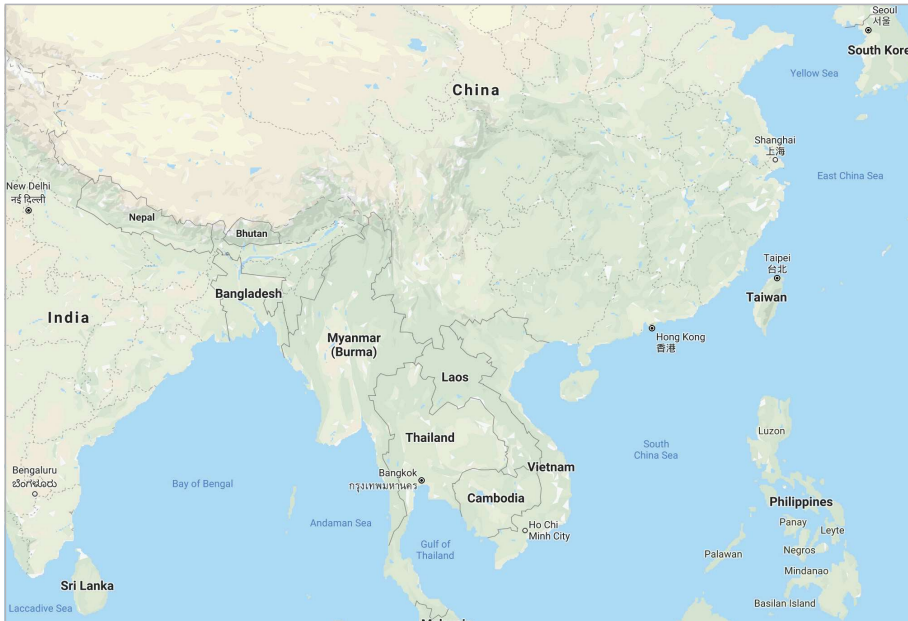 Seoul
서울
South Kore
China
Yellow Sea
Shanghai
上海
East China Sea
New Delhi
नई दिल्ली
Nepal
Bhutan
Taipei
台北
Bangladesh
Taiwan
India
Myanmar
(Burma)
Hong Kong
香港
Laos
Luzon
Thailand
South
China Sea
Bengaluru
ಬೆಂಗಳೂರು
Bay of Bengal
Bangkok
กรุงเทพมหานคร
Vietnam
Cambodia
Philippines
Andaman Sea
Ho Chi
Minh City
Panay
Leyte
Gulf of
Thailand
Palawan
Negros
Mindanao
Sri Lanka
Laccadive Sea
Basilan Island